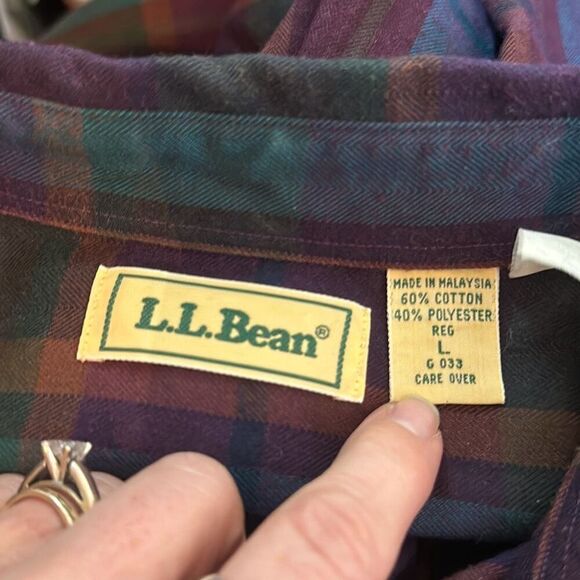 L.L.Bean®
MADE IN MALAYSIA
60% COTTON
40% POLYESTER
REG
L
G 033
CARE OVER